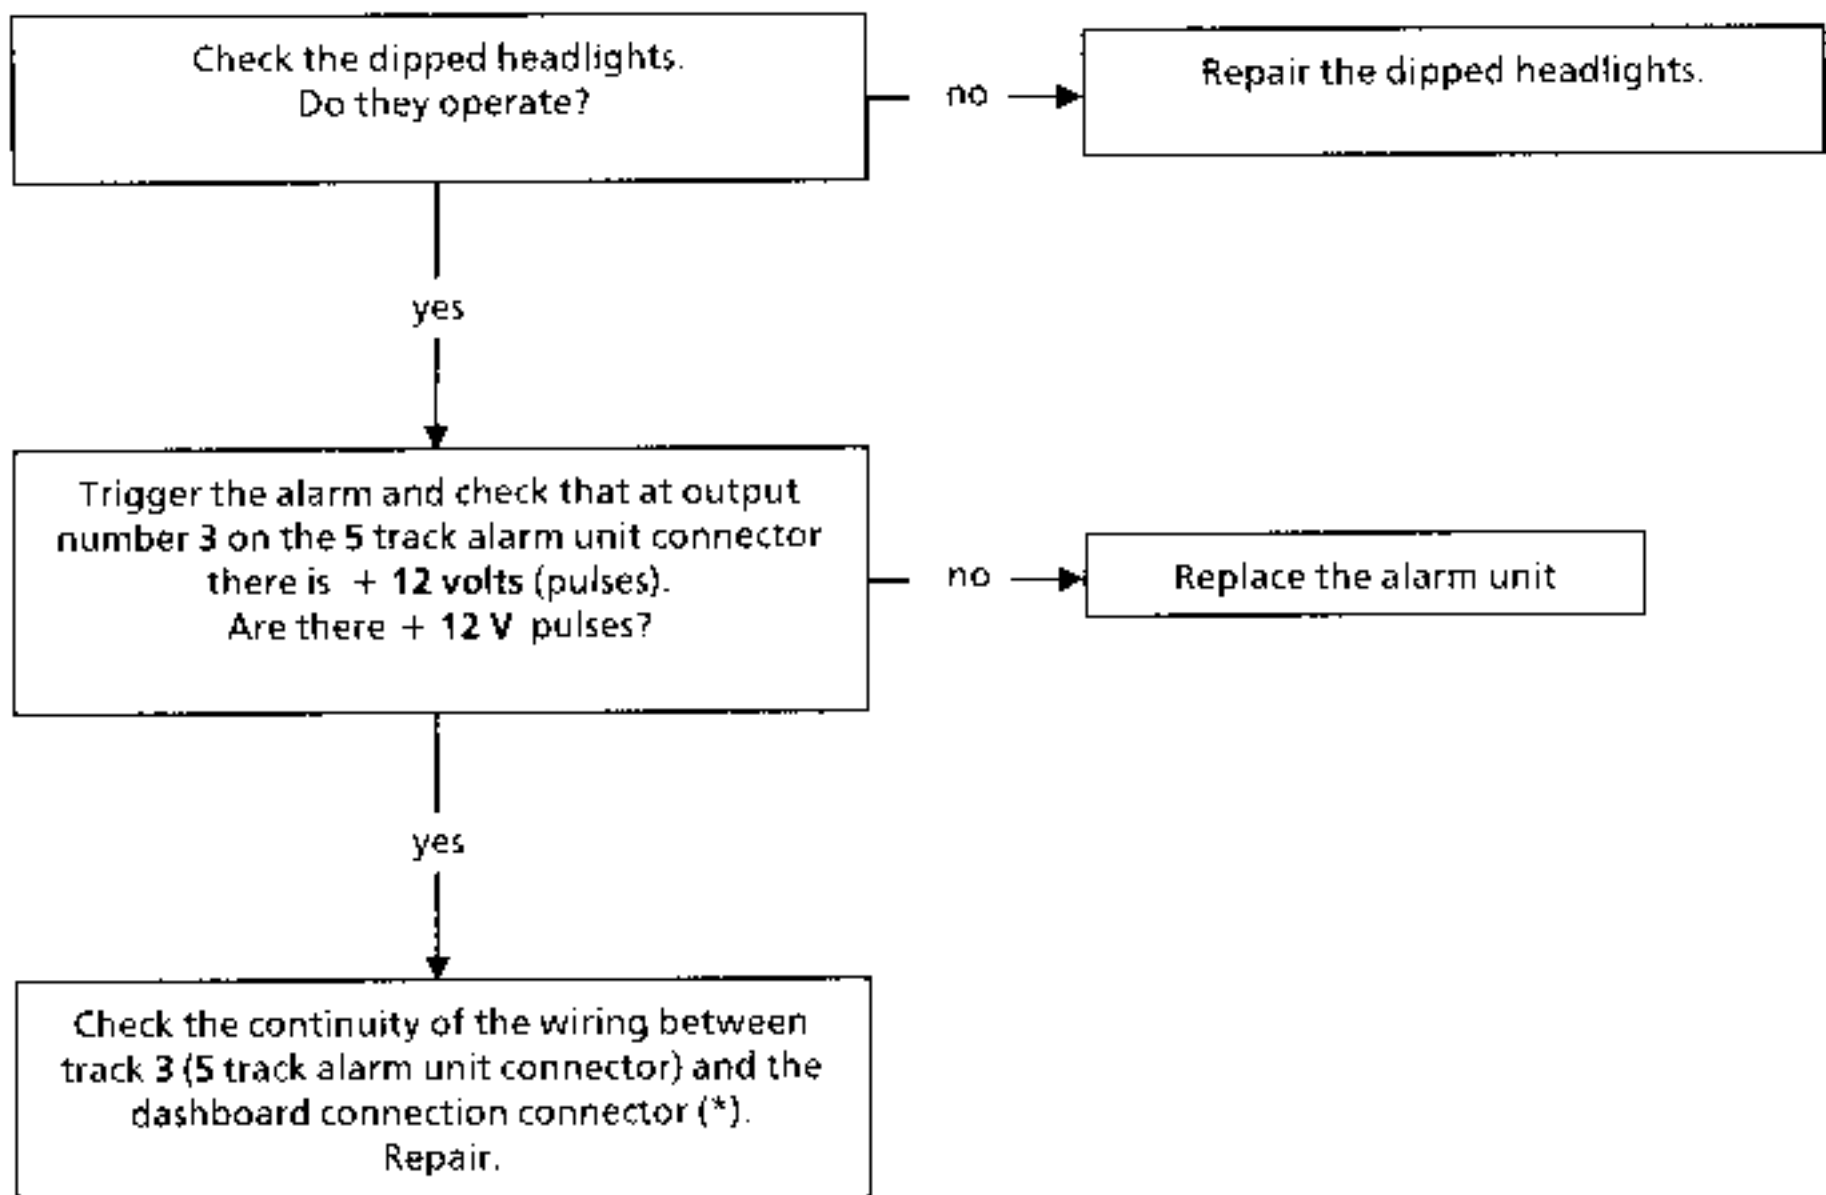 Check the dipped headlights.
Do they operate?
no
Repair the dipped headlights.
yes
Trigger the alarm and check that at output
number 3 on the 5 track alarm unit connector
there is + 12 volts (pulses).
Are there + 12 V pulses?
no
Replace the alarm unit
yes
Check the continuity of the wiring between
track 3 (5 track alarm unit connector) and the
dashboard connection connector (*).
Repair.